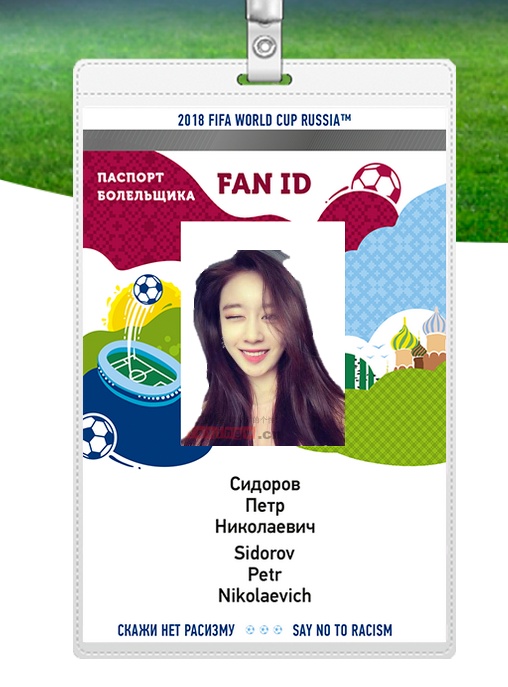 2018 FIFA WORLD CUP RUSSIA™
ПАСПОРТ
БОЛЕЛЬЩИКА
FAN ID
Сидоров
Петр
Николаевич
Sidorov
Petr
Nikolaevich
СКАЖИ НЕТ РАСИЗМУ SAY NO TO RACISM